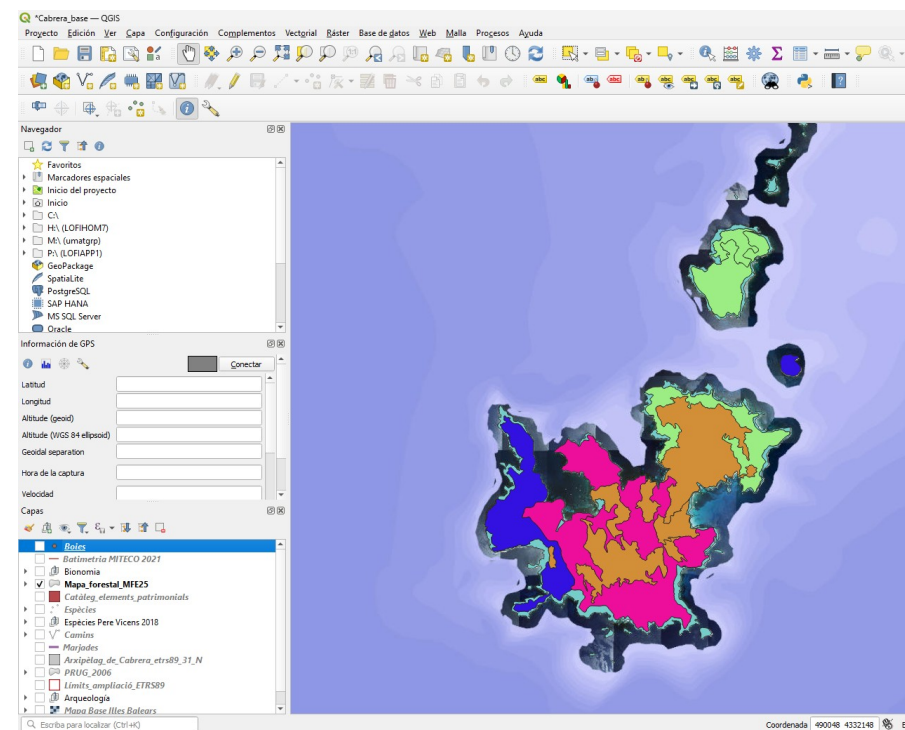 *Cabrera_base — QGIS
Proyecto Edición Ver Capa Configuración Complementos Vectorial Ráster Base de datos Web Malla Procesos Ayuda
Navegador
Favoritos
Marcadores espaciales
Inicio del proyecto
Inicio
C:\
H:\ (LOFIHOM7)
M:\ (umatgrp)
P:\ (LOFIAPP1)
GeoPackage
SpatiaLite
PostgreSQL
SAP HANA
MS SQL Server
Oracle
Información de GPS
Conectar
Latitud
Longitud
Altitude (geoid)
Altitude (WGS 84 ellipsoid)
Geoidal separation
Hora de la captura
Velocidad
Capas
Boies
Batimetria MITECO 2021
Bionomia
Mapa_forestal_MFE25
Catàleg_elements_patrimonials
Espècies
Espècies Pere Vicens 2018
Camins
Marjades
Arxipèlag_de_Cabrera_etrs89_31_N
PRUG_2006
Límits_ampliació_ETRS89
Arqueología
Mapa Base Illes Balears
Escriba para localizar (Ctrl+K)
Coordenada 490048 4332148